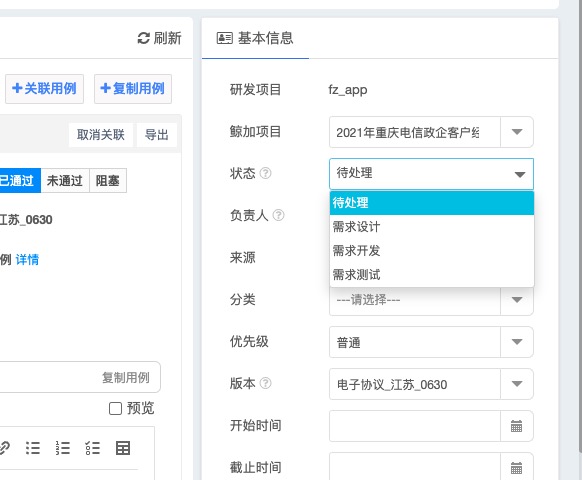 刷新
关联用例
复制用例
取消关联
导出
已通过
未通过
阻塞
江苏_0630
例 详情
复制用例
预览
基本信息
研发项目
fz_app
鲸加项目
2021年重庆电信政企客户经
状态
待处理
待处理
需求设计
需求开发
需求测试
负责人
来源
分类
---请选择---
优先级
普通
版本
电子协议_江苏_0630
开始时间
截止时间